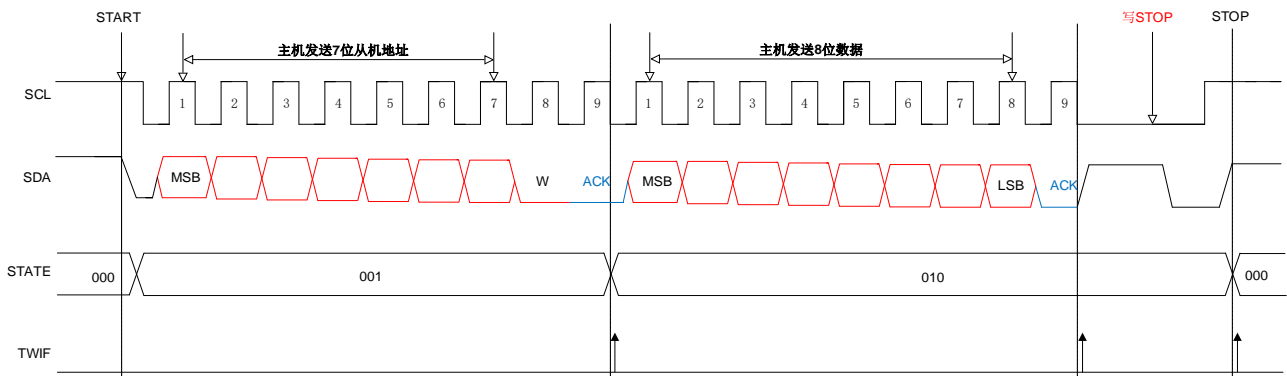 START
写STOP
STOP
主机发送7位从机地址
主机发送8位数据
SCL
1 2 3 4 5 6 7 8 9 1 2 3 4 5 6 7 8 9
SDA
MSB W ACK MSB LSB ACK
STATE
000 001 010 000
TWIF